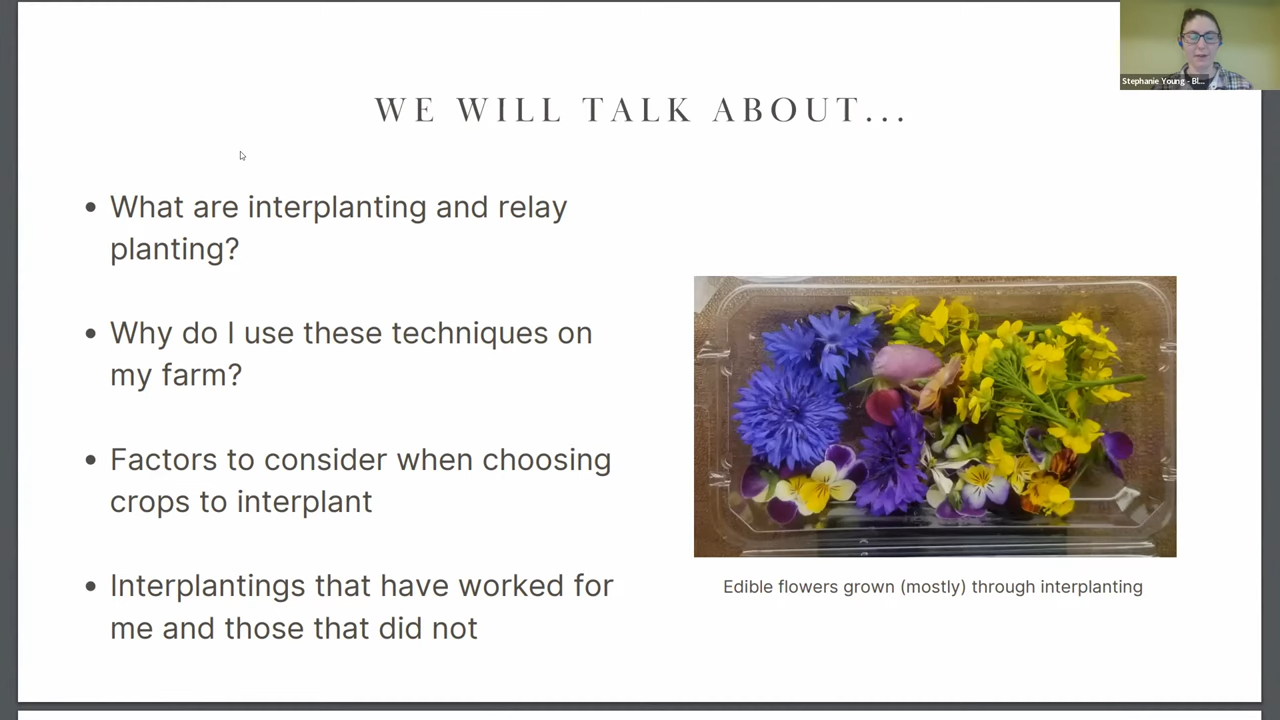 Stephanie Young - Bl...
WE WILL TALK ABOUT...
• What are interplanting and relay
planting?
• Why do I use these techniques on
my farm?
• Factors to consider when choosing
crops to interplant
• Interplantings that have worked for
me and those that did not
Edible flowers grown (mostly) through interplanting